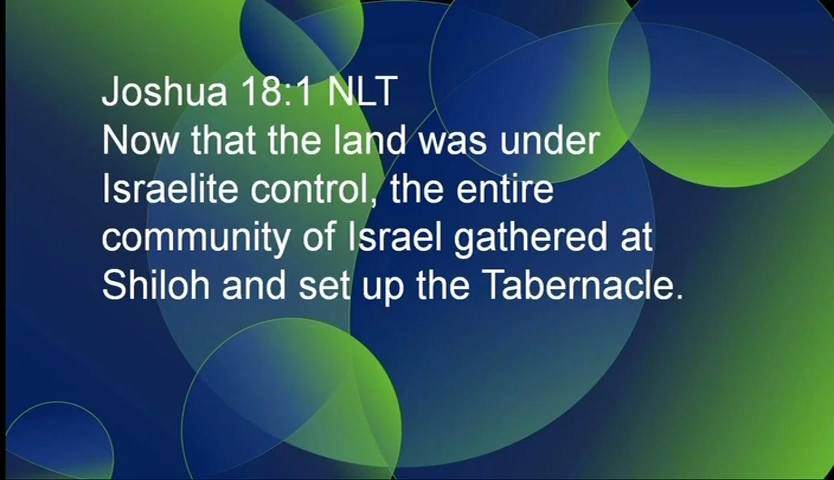 Joshua 18:1 NLT
Now that the land was under
Israelite control, the entire
community of Israel gathered at
Shiloh and set up the Tabernacle.